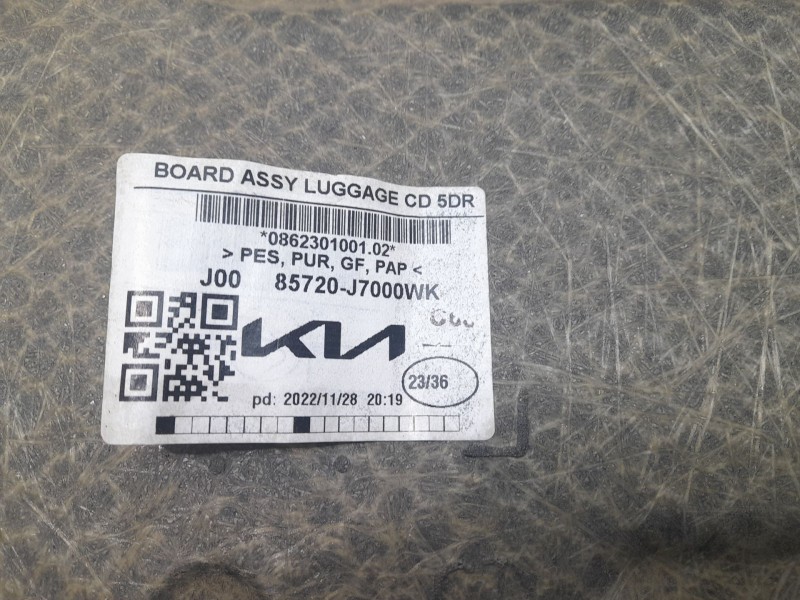 BOARD ASSY LUGGAGE CD 5DR
*0862301001.02*
> PES, PUR, GF, PAP <
J00 85720-J7000WK
KIA
23/36
pd: 2022/11/28 20:19